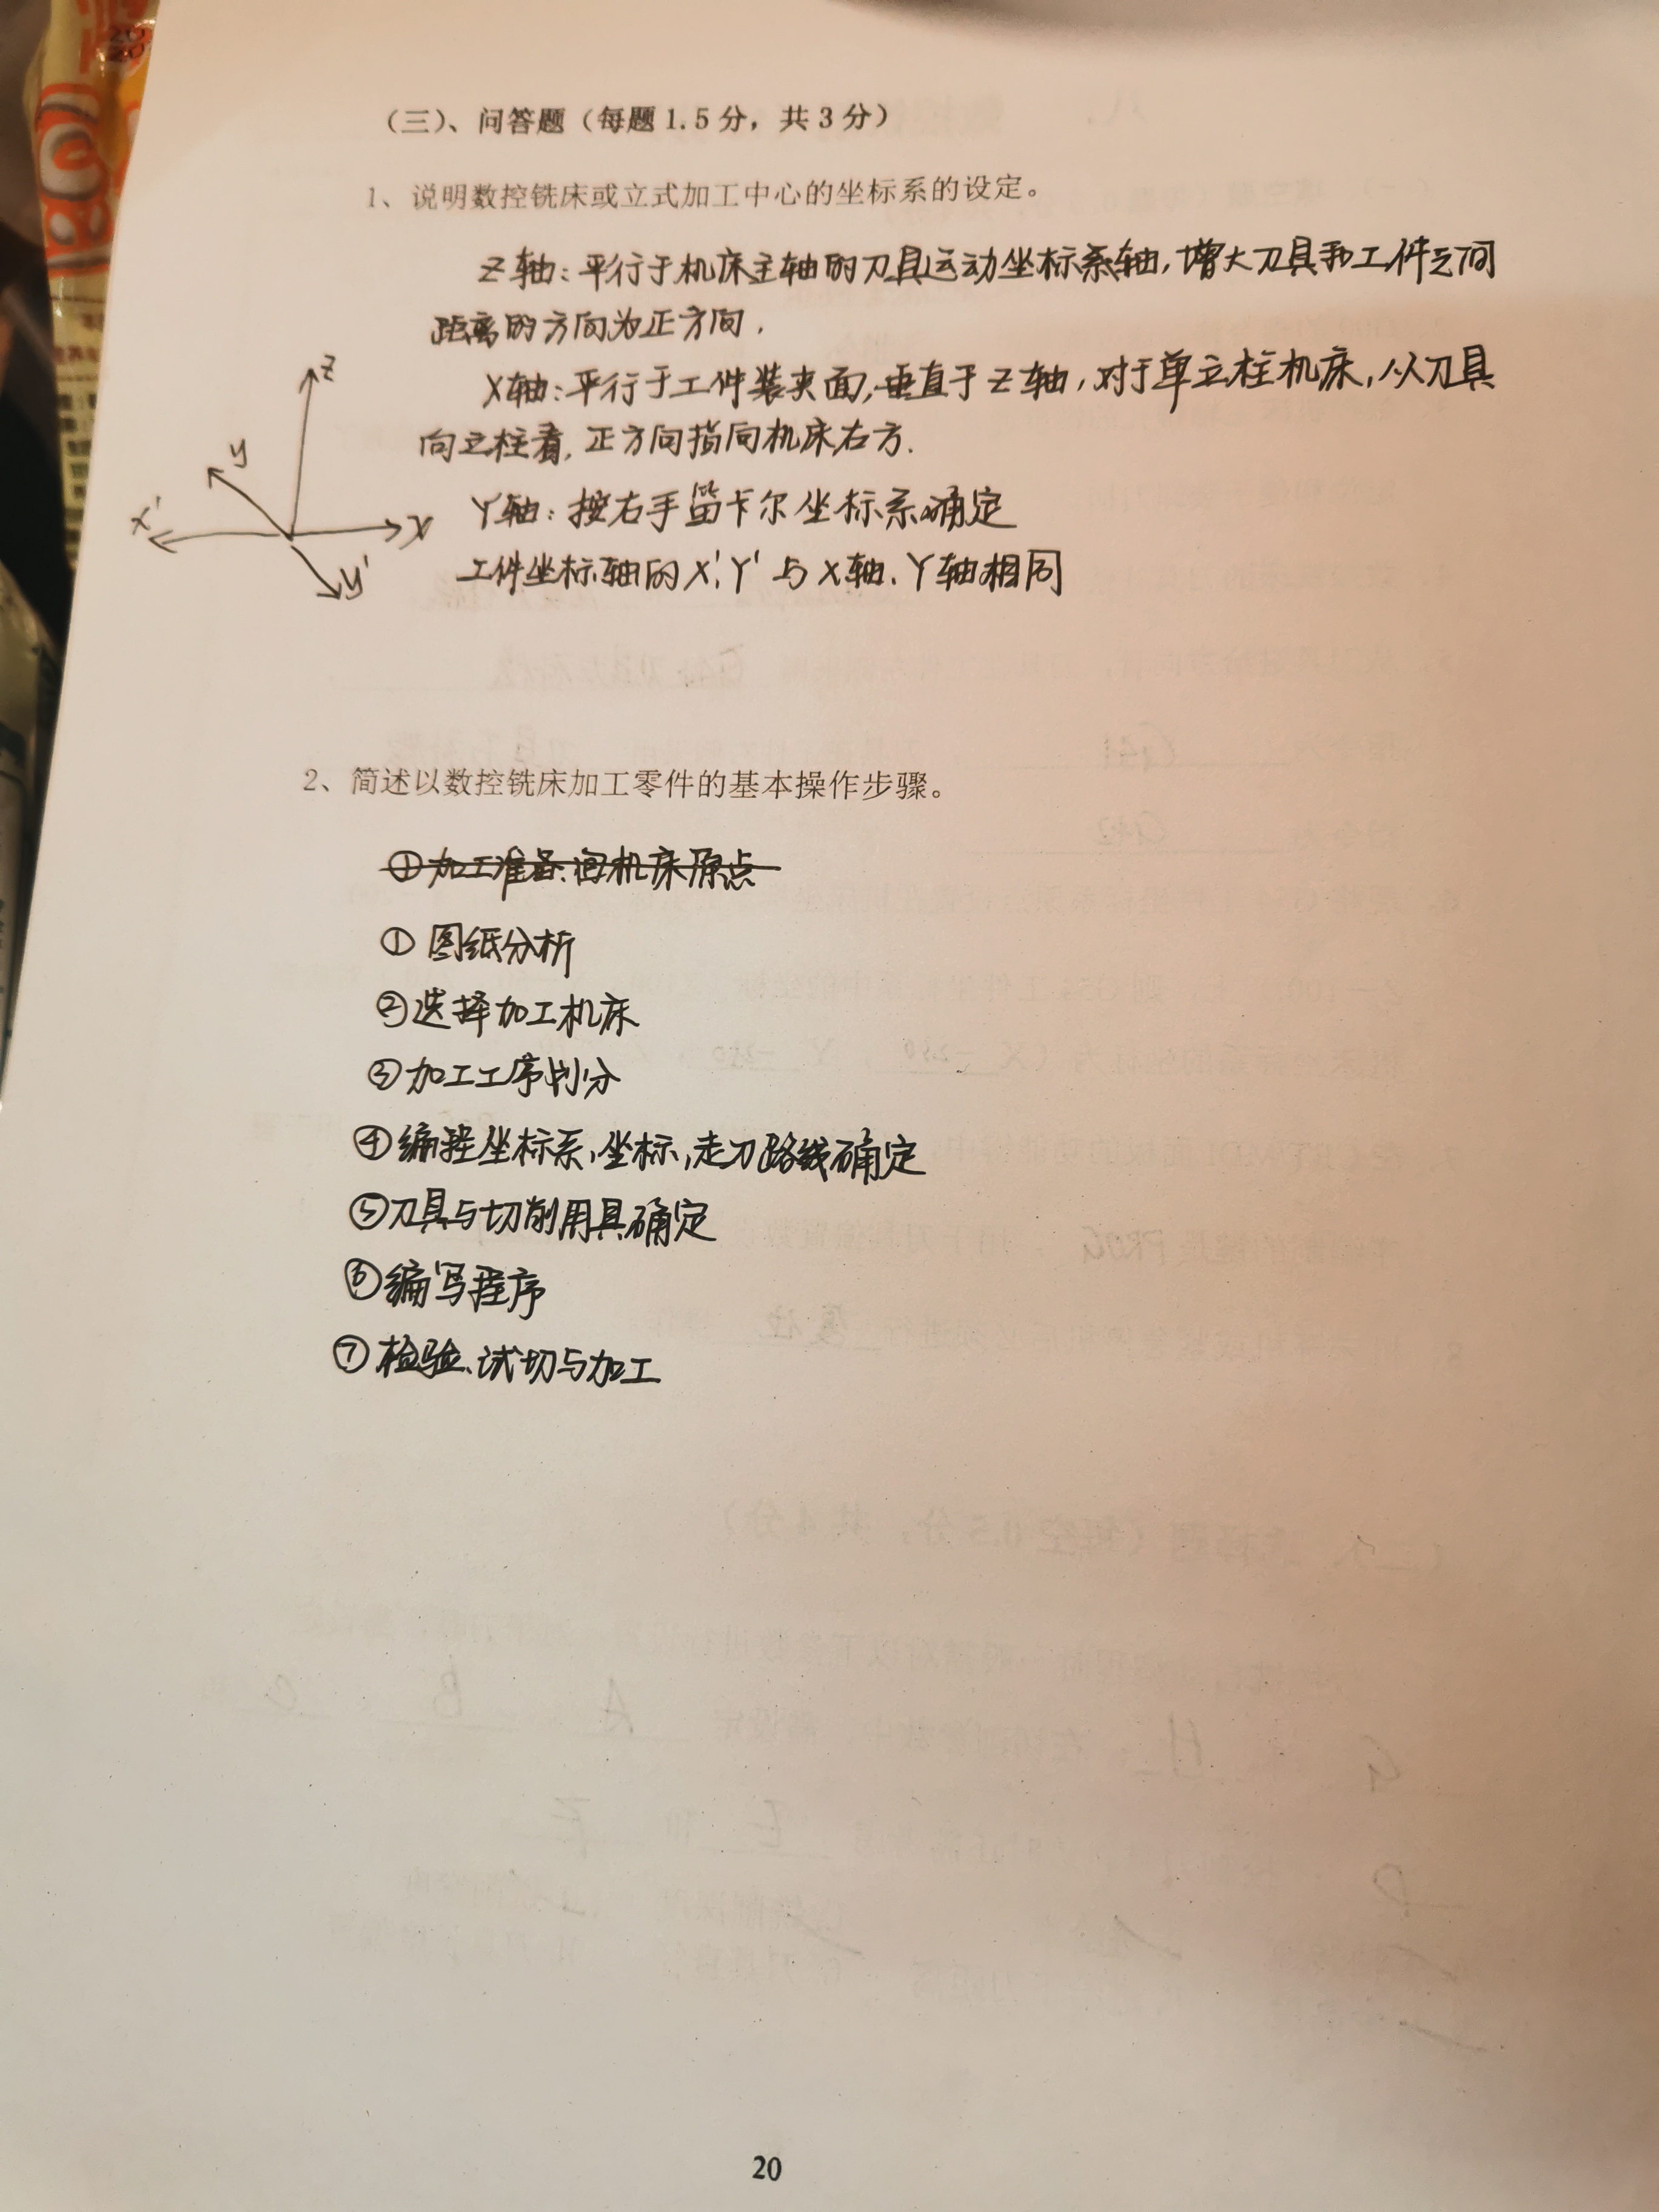 （三）、问答题（每题1.5分，共3分）
1、说明数控铣床或立式加工中心的坐标系的设定。
Z轴：平行于机床主轴的刀具运动坐标系轴，增大刀具和工件之间
距离的方向为正方向．
X轴：平行于工件装夹面，垂直于Z轴，对于单立柱机床，从刀具
向立柱看，正方向指向机床右方．
Y轴：按右手笛卡尔坐标系确定
工件坐标轴的X′，Y′与X轴、Y轴相同
Z
y
X′
X
y′
2、简述以数控铣床加工零件的基本操作步骤。
①加工准备、回机床原点
①图纸分析
②选择加工机床
③加工工序划分
④编程坐标系，坐标，走刀路线确定
⑤刀具与切削用具确定
⑥编写程序
⑦检验、试切与加工
20